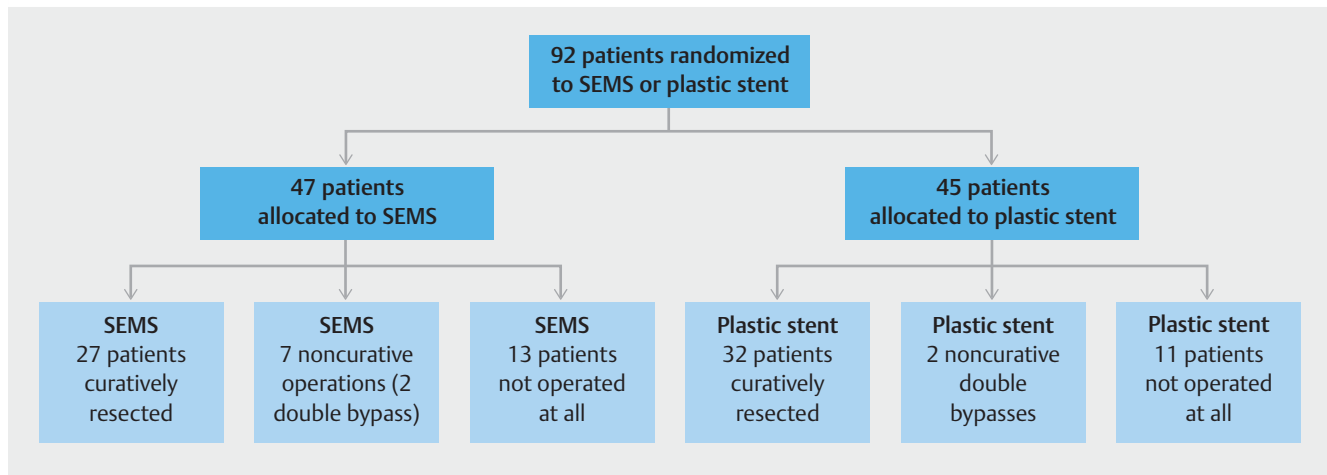 92 patients randomized
to SEMS or plastic stent
47 patients
allocated to SEMS
45 patients
allocated to plastic stent
SEMS
27 patients
curatively
resected
SEMS
7 noncurative
operations (2
double bypass)
SEMS
13 patients
not operated
at all
Plastic stent
32 patients
curatively
resected
Plastic stent
2 noncurative
double
bypasses
Plastic stent
11 patients
not operated
at all